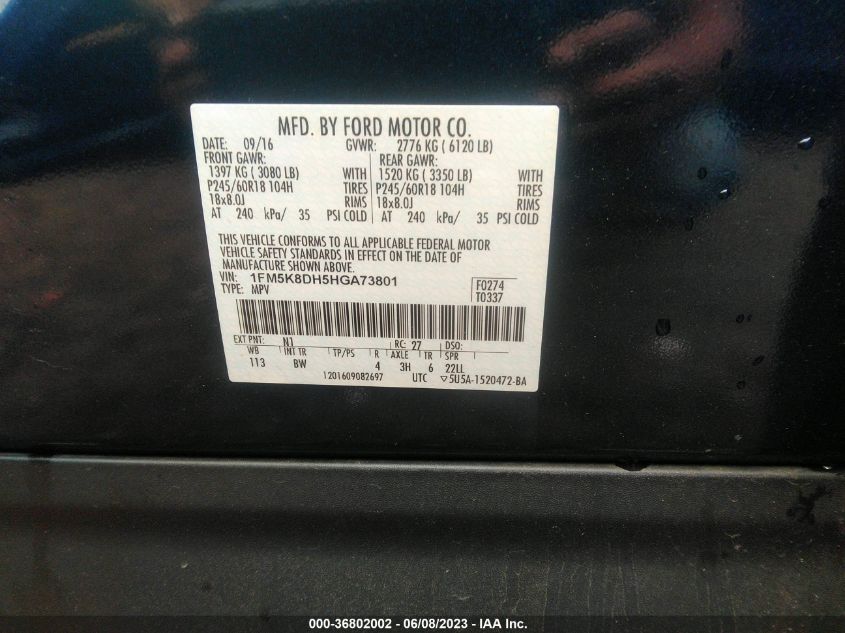 MFD. BY FORD MOTOR CO.
DATE: 09/16 GVWR: 2776 KG ( 6120 LB)
FRONT GAWR: REAR GAWR:
1397 KG ( 3080 LB) WITH 1520 KG ( 3350 LB) WITH
P245/60R18 104H TIRES P245/60R18 104H TIRES
18x8.0J RIMS 18x8.0J RIMS
AT 240 kPa/ 35 PSI COLD AT 240 kPa/ 35 PSI COLD
THIS VEHICLE CONFORMS TO ALL APPLICABLE FEDERAL MOTOR
VEHICLE SAFETY STANDARDS IN EFFECT ON THE DATE OF
MANUFACTURE SHOWN ABOVE.
VIN: 1FM5K8DH5HGA73801 F0274
TYPE: MPV T0337
EXT PNT: N1 RC: 27 DSO:
WB INT TR TP/PS R AXLE TR SPR
113 BW 4 3H 6 22LL
1201609082697 UTC ▽5U5A-1520472-BA
000-36802002 - 06/08/2023 - IAA Inc.